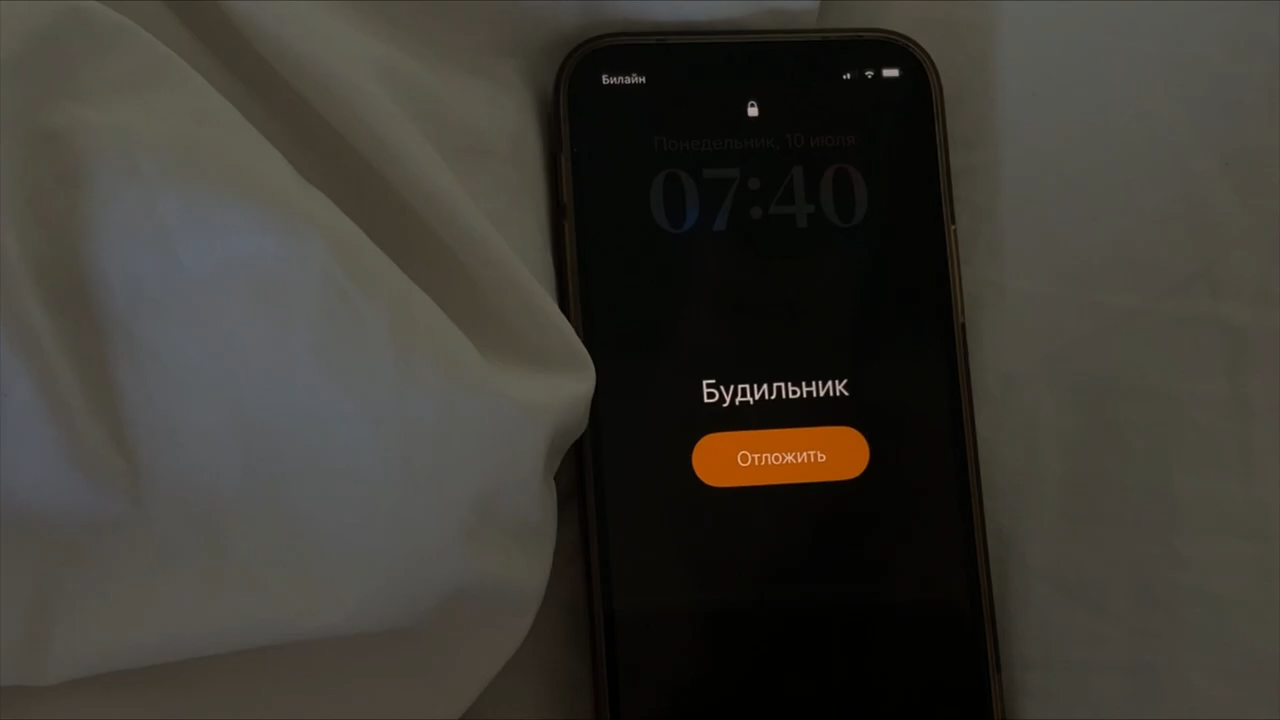 Билайн
Понедельник, 10 июля
07:40
Будильник
Отложить